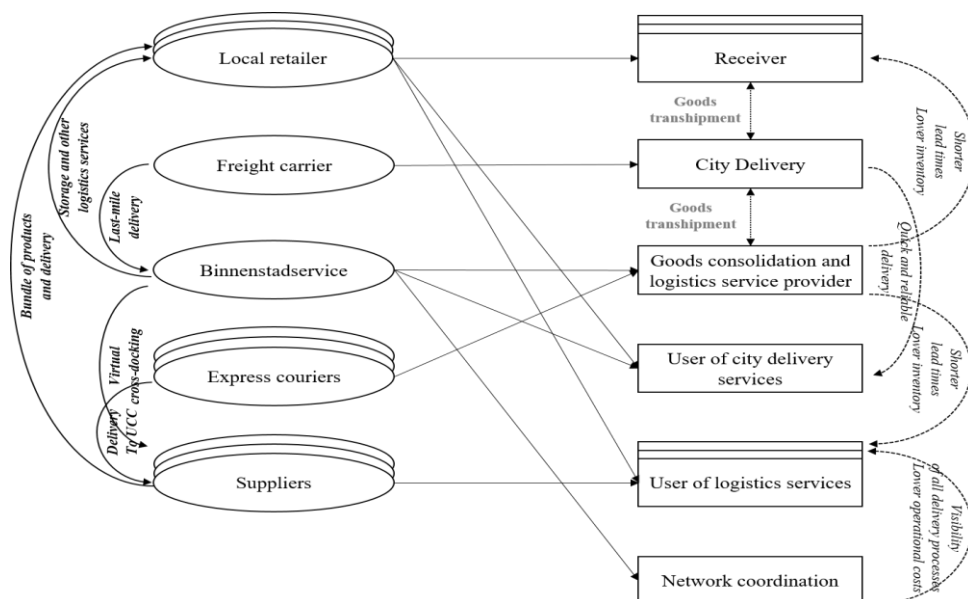 Local retailer
Receiver
Goods
transhipment
Freight carrier
City Delivery
Goods
transhipment
Binnenstadservice
Goods consolidation and
logistics service provider
Express couriers
User of city delivery
services
Suppliers
User of logistics services
Network coordination
Bundle of products
and delivery
Storage and other
logistics services
Last-mile
delivery
Virtual
cross-docking
Delivery
To UCC
Shorter
lead times
Lower inventory
Quick and reliable
delivery
Shorter
lead times
Lower inventory
Visibility
of all delivery processes
Lower operational costs